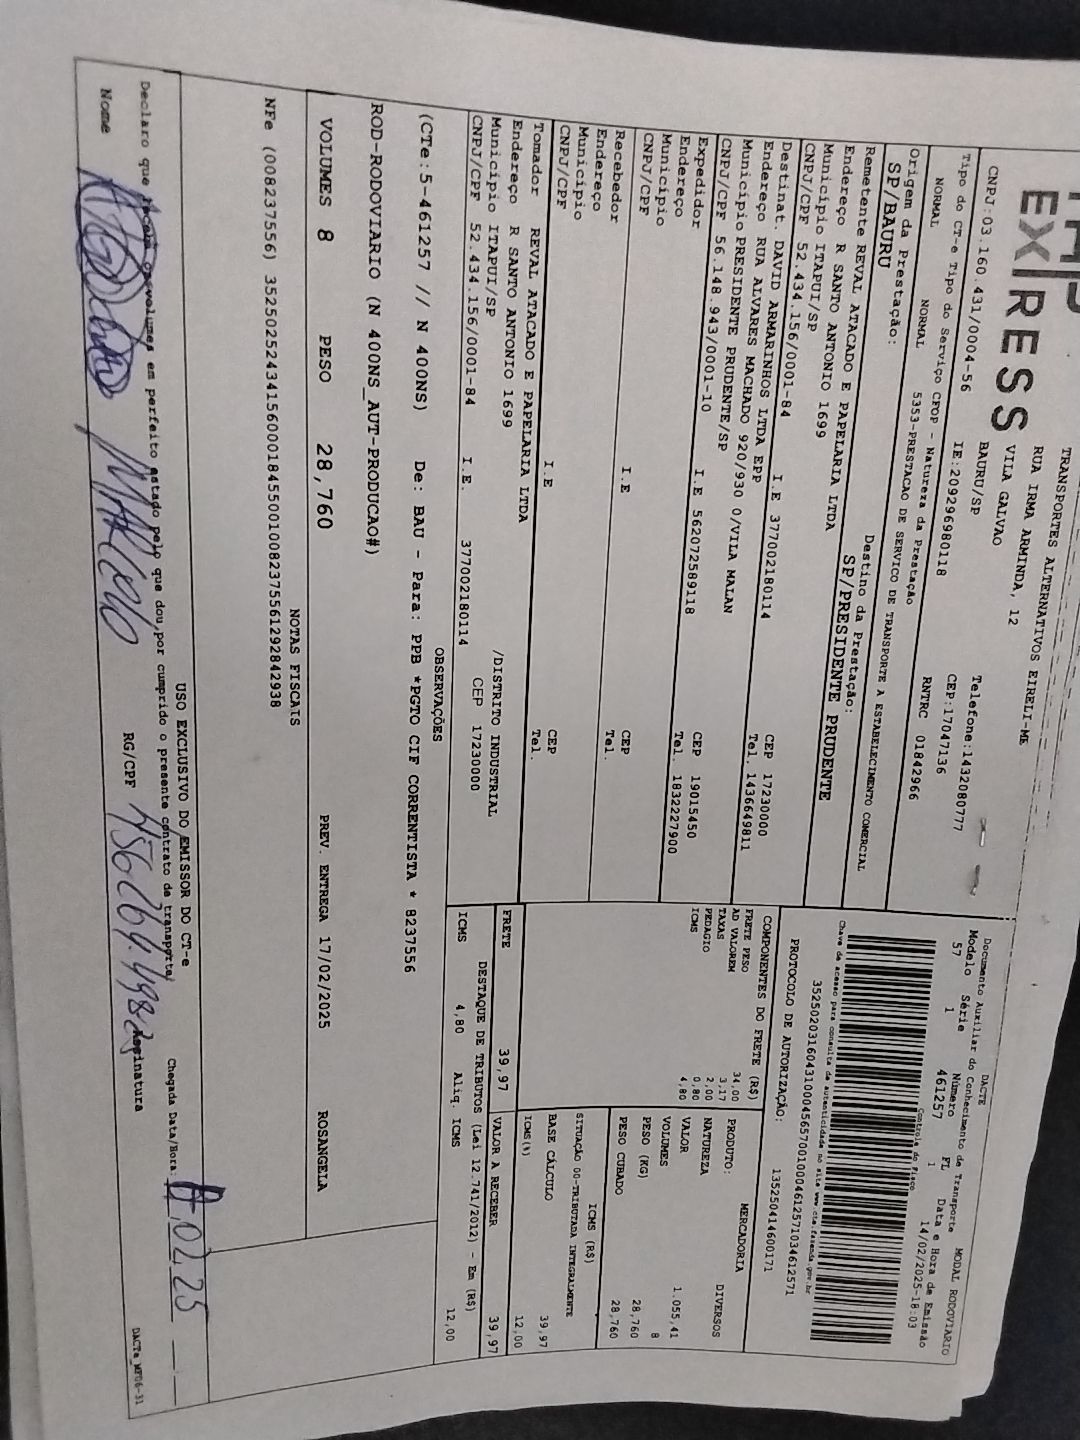 EX|RESS
TRANSPORTES ALTERNATIVOS EIRELI-ME
RUA IRMA ARMINDA, 12
VILA GALVAO
BAURU/SP
Telefone:1432080777
CEP:17047136
CNPJ:03.160.431/0004-56
IE:209296980118
RNTRC 01842966
Tipo do CT-e Tipo do Serviço CFOP - Natureza da Prestação
NORMAL NORMAL 5353-PRESTACAO DE SERVICO DE TRANSPORTE A ESTABELECIMENTO COMERCIAL
Origem da Prestação:
SP/BAURU
Destino da Prestação:
SP/PRESIDENTE PRUDENTE
DACTE
Documento Auxiliar do Conhecimento de Transporte
MODAL RODOVIARIO
Modelo Série Número FL Data e Hora de Emissão
57 1 461257 1 14/02/2025-18:03
Controle do Fisco
Chave de acesso para consulta de autenticidade no site www.cte.fazenda.gov.br
35250203160431000456570010004612571034612571
PROTOCOLO DE AUTORIZAÇÃO: 135250414600171
Remetente REVAL ATACADO E PAPELARIA LTDA
Endereço R SANTO ANTONIO 1699
Município ITAPUI/SP
CEP 17230000
CNPJ/CPF 52.434.156/0001-84 I.E 377002180114 Tel. 1436649811
Destinat. DAVID ARMARINHOS LTDA EPP
Endereço RUA ALVARES MACHADO 920/930 0/VILA MALAN
Município PRESIDENTE PRUDENTE/SP CEP 19015450
CNPJ/CPF 56.148.943/0001-10 I.E 562072589118 Tel. 1832227900
Expedidor
Endereço
Município CEP
CNPJ/CPF I.E Tel.
Recebedor
Endereço
Município CEP
CNPJ/CPF I.E Tel.
Tomador REVAL ATACADO E PAPELARIA LTDA
Endereço R SANTO ANTONIO 1699 /DISTRITO INDUSTRIAL
Município ITAPUI/SP CEP 17230000
CNPJ/CPF 52.434.156/0001-84 I.E. 377002180114
COMPONENTES DO FRETE (R$)
FRETE PESO 34,00
AD VALOREM 3,17
TAXAS 2,00
PEDAGIO 0,80
ICMS 4,80
MERCADORIA
PRODUTO: DIVERSOS
NATUREZA
VALOR 1.055,41
VOLUMES 8
PESO (KG) 28,760
PESO CUBADO 28,760
ICMS (R$)
SITUAÇÃO 00-TRIBUTADA INTEGRALMENTE
BASE CÁLCULO 39,97
ICMS(%) 12,00
FRETE 39,97 VALOR A RECEBER 39,97
DESTAQUE DE TRIBUTOS (Lei 12.741/2012) - Em (R$)
ICMS 4,80 Aliq. ICMS 12,00
OBSERVAÇÕES
(CTe:5-461257 // N 400NS) De: BAU - Para: PPB *PGTO CIF CORRENTISTA * 8237556
ROD-RODOVIARIO (N 400NS_AUT-PRODUCAO#)
VOLUMES 8 PESO 28,760 PREV. ENTREGA 17/02/2025 ROSANGELA
NOTAS FISCAIS
NFe (008237556) 35250252434156000184550010082375561292842938
USO EXCLUSIVO DO EMISSOR DO CT-e
Declaro que recebi os volumes em perfeito estado pelo que dou,por cumprido o presente contrato de transporte.
Chegada Data/Hora: 02,25
Nome RG/CPF Assinatura
DACTe_MF06-31